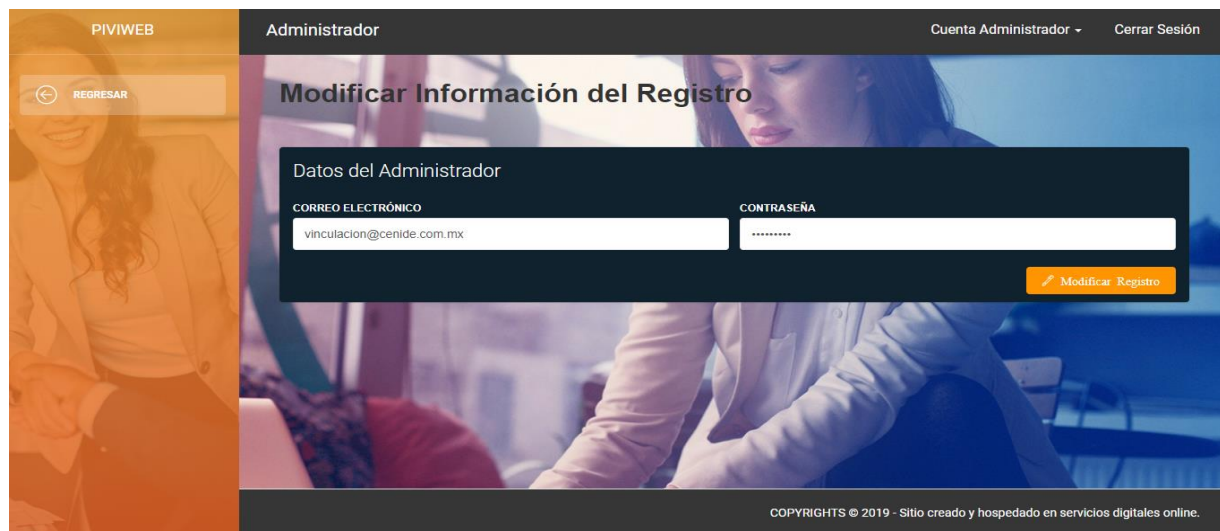 PIVIWEB
Administrador
Cuenta Administrador
Cerrar Sesión
REGRESAR
Modificar Información del Registro
Datos del Administrador
CORREO ELECTRÓNICO
CONTRASEÑA
vinculacion@cenide.com.mx
•••••••••
Modificar Registro
COPYRIGHTS © 2019 - Sitio creado y hospedado en servicios digitales online.